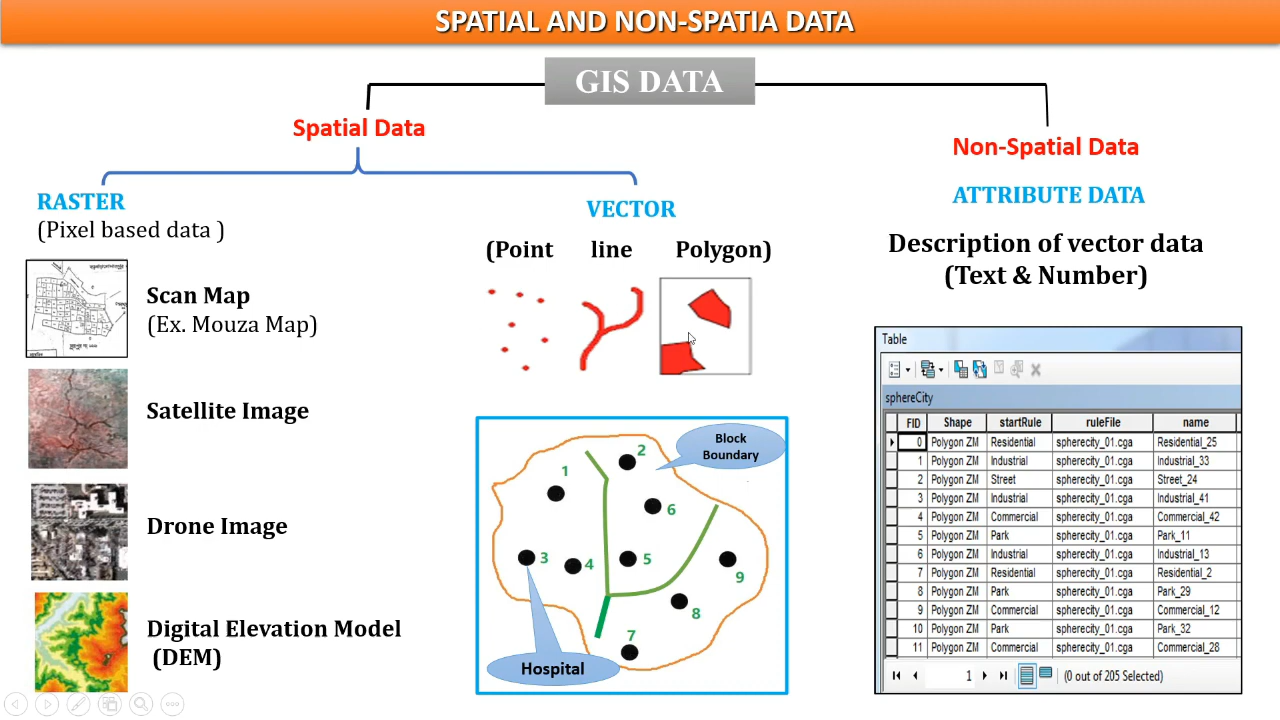 SPATIAL AND NON-SPATIA DATA
GIS DATA
Spatial Data
Non-Spatial Data
RASTER
(Pixel based data )
Scan Map
(Ex. Mouza Map)
Satellite Image
Drone Image
Digital Elevation Model
(DEM)
VECTOR
(Point line Polygon)
1
2
Block
Boundary
6
3
4
5
9
8
7
Hospital
ATTRIBUTE DATA
Description of vector data
(Text & Number)
Table
sphereCity
FID Shape startRule ruleFile name
0 Polygon ZM Residential spherecity_01.cga Residential_25
1 Polygon ZM Industrial spherecity_01.cga Industrial_33
2 Polygon ZM Street spherecity_01.cga Street_24
3 Polygon ZM Industrial spherecity_01.cga Industrial_41
4 Polygon ZM Commercial spherecity_01.cga Commercial_42
5 Polygon ZM Park spherecity_01.cga Park_11
6 Polygon ZM Industrial spherecity_01.cga Industrial_13
7 Polygon ZM Residential spherecity_01.cga Residential_2
8 Polygon ZM Park spherecity_01.cga Park_29
9 Polygon ZM Commercial spherecity_01.cga Commercial_12
10 Polygon ZM Park spherecity_01.cga Park_32
11 Polygon ZM Commercial spherecity_01.cga Commercial_28
1 (0 out of 205 Selected)